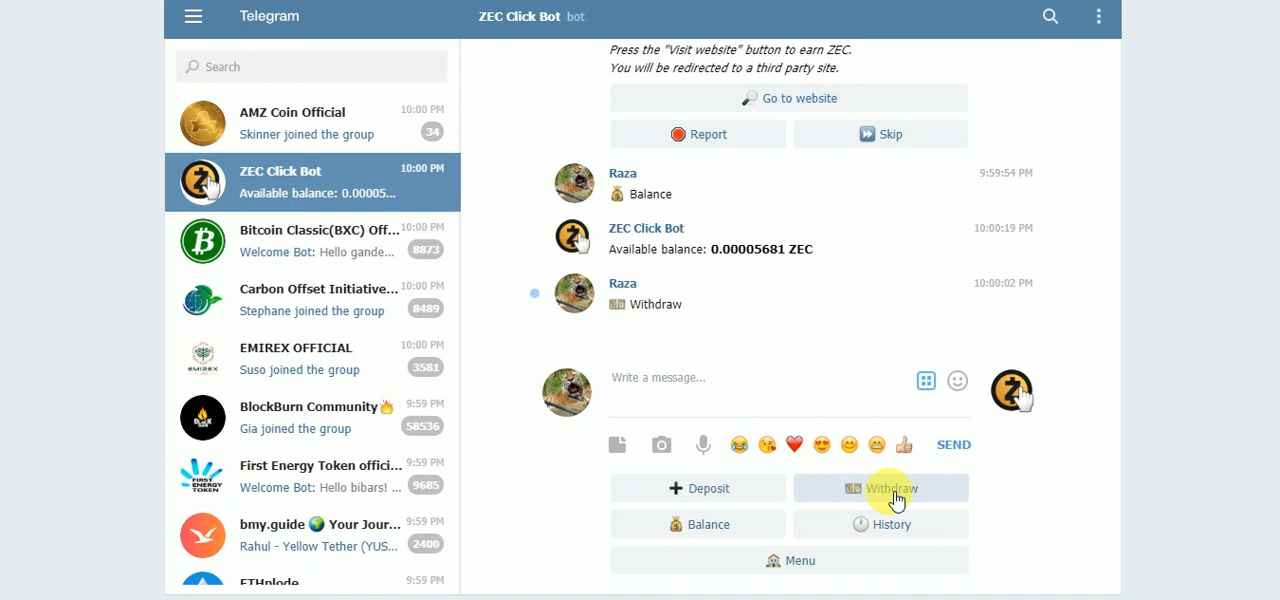 Telegram
ZEC Click Bot bot
Search
AMZ Coin Official 10:00 PM
Skinner joined the group 34
ZEC Click Bot 10:00 PM
Available balance: 0.00005...
Bitcoin Classic(BXC) Off... 10:00 PM
Welcome Bot: Hello gande... 8873
Carbon Offset Initiative... 10:00 PM
Stephane joined the group 8489
EMIREX OFFICIAL 10:00 PM
EMIREX
Suso joined the group 3581
BlockBurn Community🔥 9:59 PM
Gia joined the group 58536
First Energy Token offici... 9:59 PM
FIRST
ENERGY
TOKEN
Welcome Bot: Hello bibars! ... 9685
bmy.guide 🌍 Your Jour... 9:59 PM
Rahul - Yellow Tether (YUS... 2400
ETHplode 9:59 PM
Press the "Visit website" button to earn ZEC.
You will be redirected to a third party site.
🔎 Go to website
Report
⏩ Skip
Raza 9:59:54 PM
💰 Balance
ZEC Click Bot 10:00:19 PM
Available balance: 0.00005681 ZEC
Raza 10:00:02 PM
💵 Withdraw
Write a message...
😂 😘 ❤️ 😍 😊 😁 👍 SEND
➕ Deposit
💵 Withdraw
💰 Balance
🕐 History
🏠 Menu